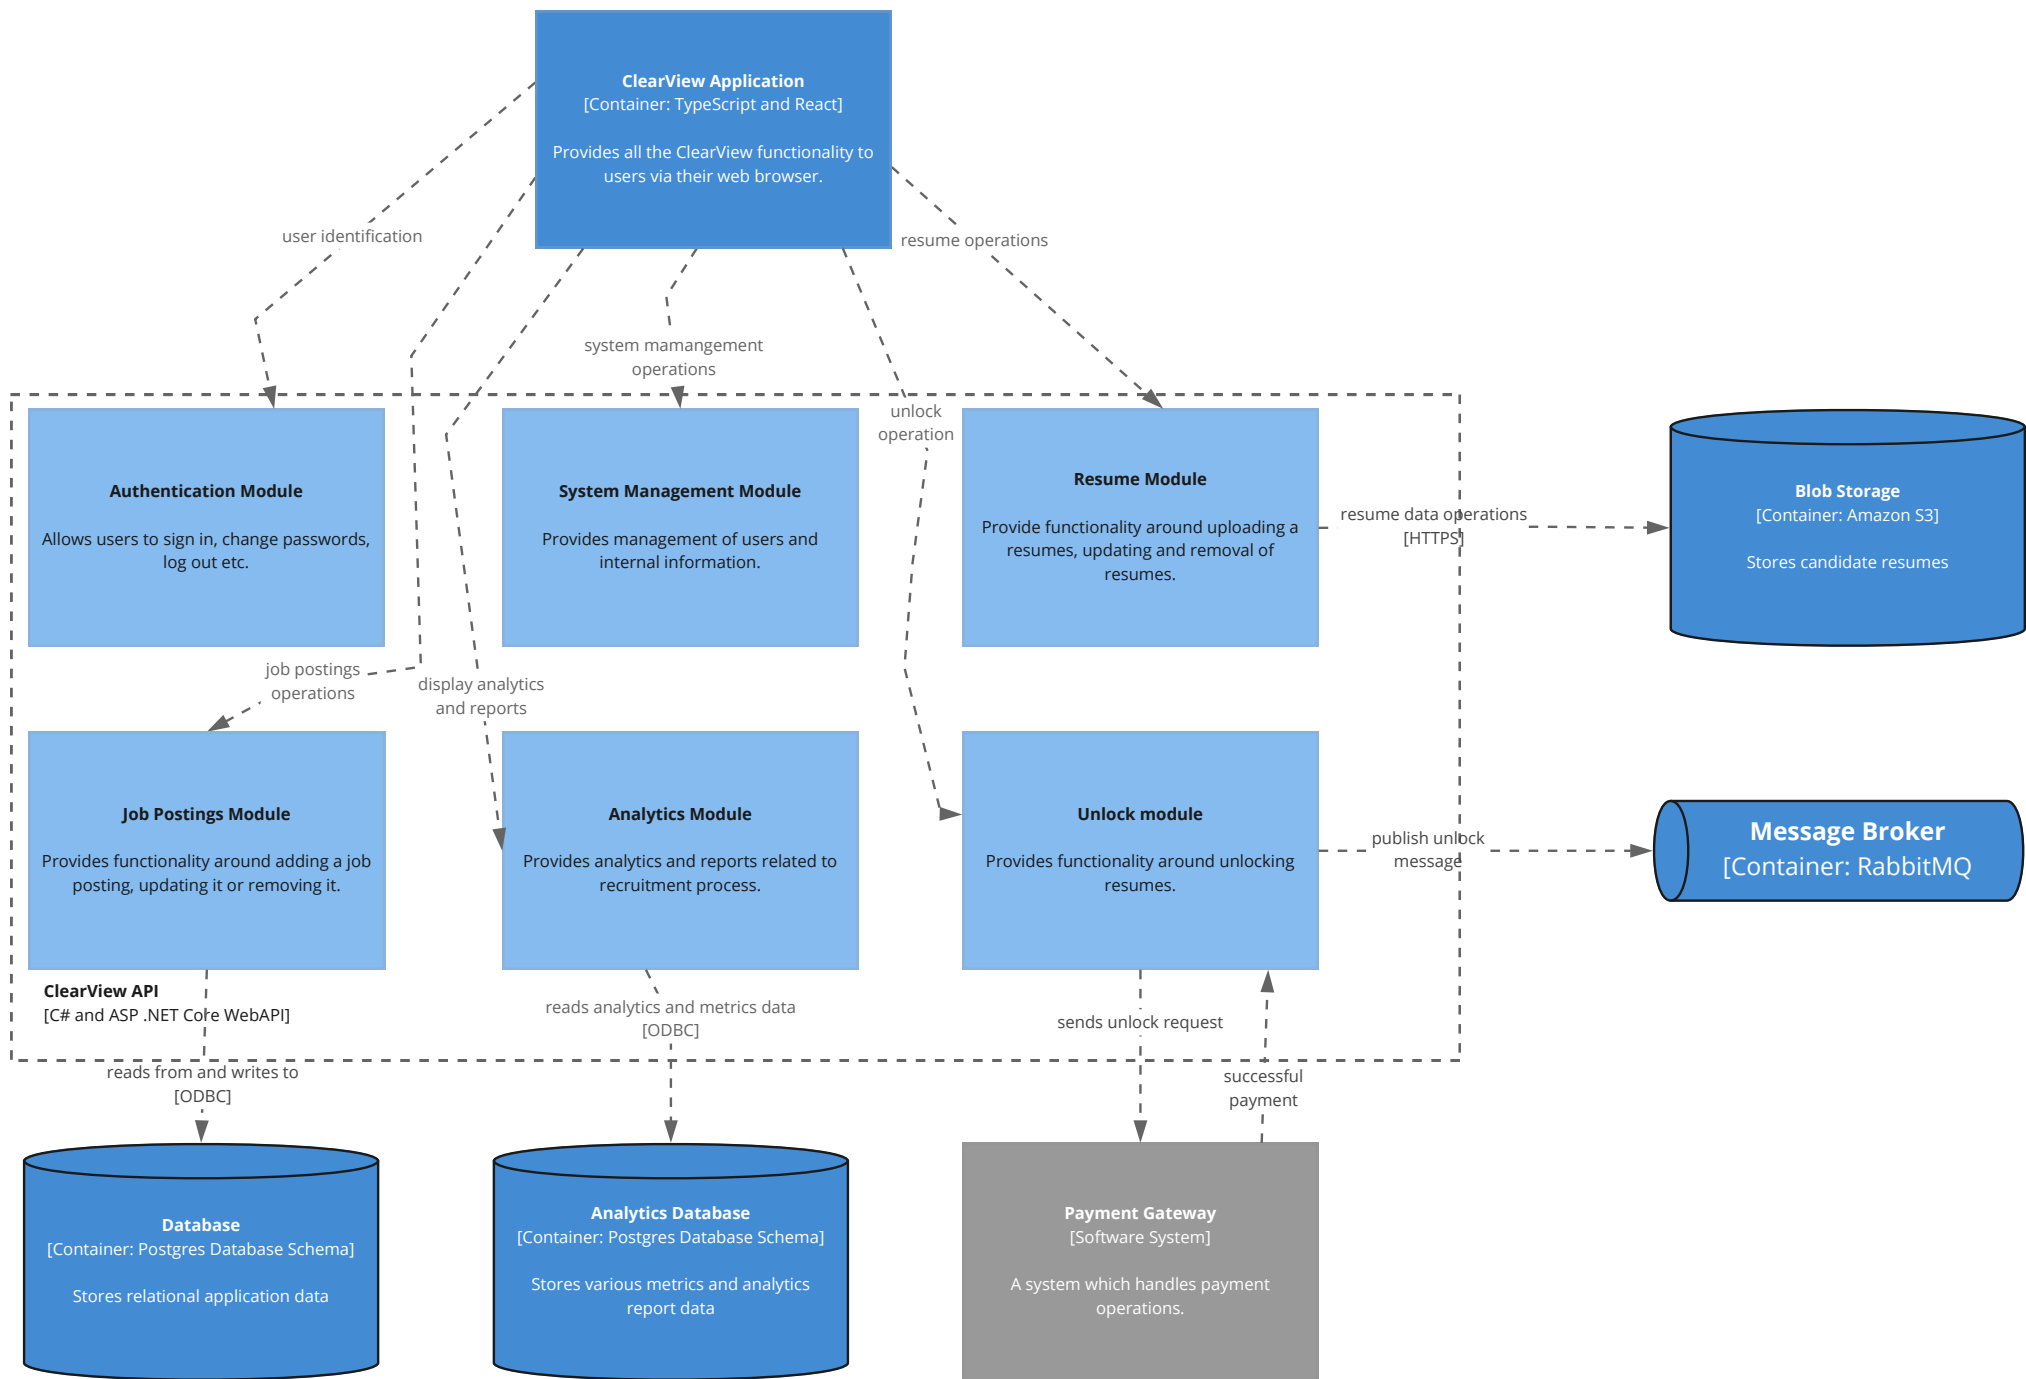 ClearView Application
[Container: TypeScript and React]
Provides all the ClearView functionality to
users via their web browser.
user identification
resume operations
system mamangement
operations
unlock
operation
Authentication Module
Allows users to sign in, change passwords,
log out etc.
System Management Module
Provides management of users and
internal information.
Resume Module
Provide functionality around uploading a
resumes, updating and removal of
resumes.
resume data operations
[HTTPS]
Blob Storage
[Container: Amazon S3]
Stores candidate resumes
job postings
operations
display analytics
and reports
Job Postings Module
Provides functionality around adding a job
posting, updating it or removing it.
Analytics Module
Provides analytics and reports related to
recruitment process.
Unlock module
Provides functionality around unlocking
resumes.
publish unlock
message
Message Broker
[Container: RabbitMQ
ClearView API
[C# and ASP .NET Core WebAPI]
reads analytics and metrics data
[ODBC]
sends unlock request
reads from and writes to
[ODBC]
successful
payment
Database
[Container: Postgres Database Schema]
Stores relational application data
Analytics Database
[Container: Postgres Database Schema]
Stores various metrics and analytics
report data
Payment Gateway
[Software System]
A system which handles payment
operations.